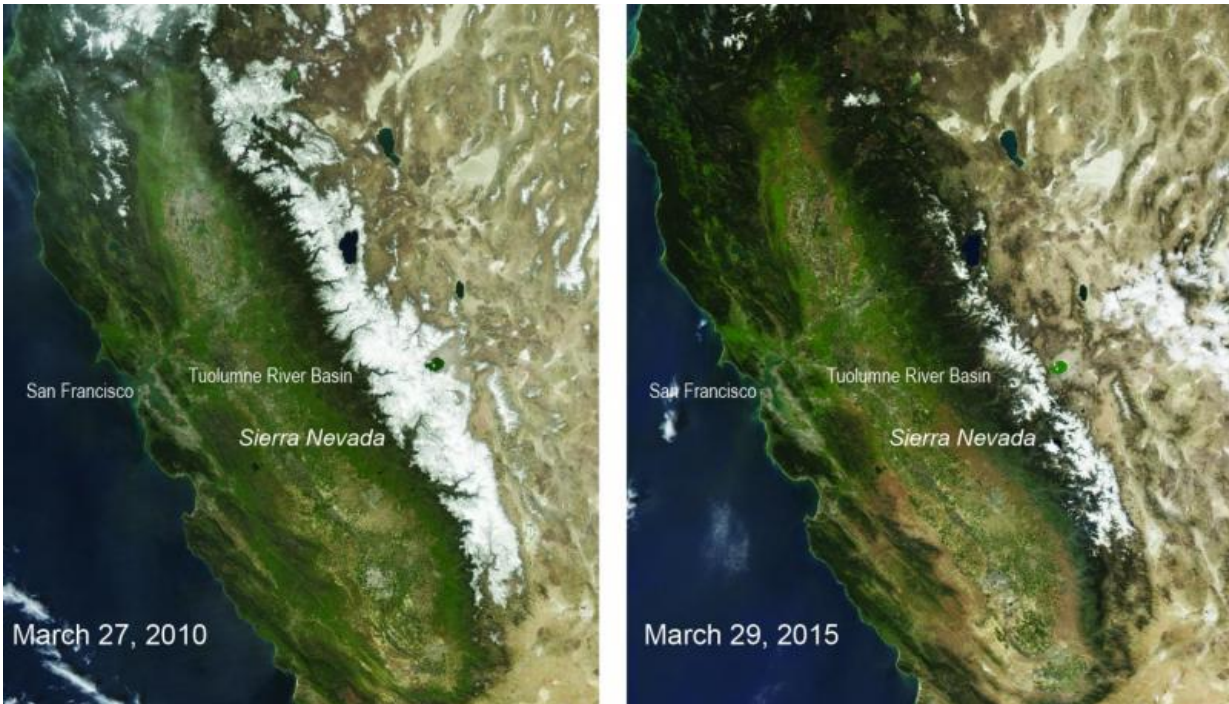 San Francisco
Tuolumne River Basin
Sierra Nevada
March 27, 2010
San Francisco
Tuolumne River Basin
Sierra Nevada
March 29, 2015